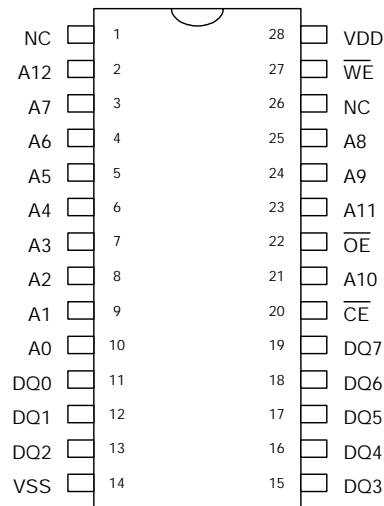 NC 1 28 VDD
A12 2 27 WE
A7 3 26 NC
A6 4 25 A8
A5 5 24 A9
A4 6 23 A11
A3 7 22 OE
A2 8 21 A10
A1 9 20 CE
A0 10 19 DQ7
DQ0 11 18 DQ6
DQ1 12 17 DQ5
DQ2 13 16 DQ4
VSS 14 15 DQ3